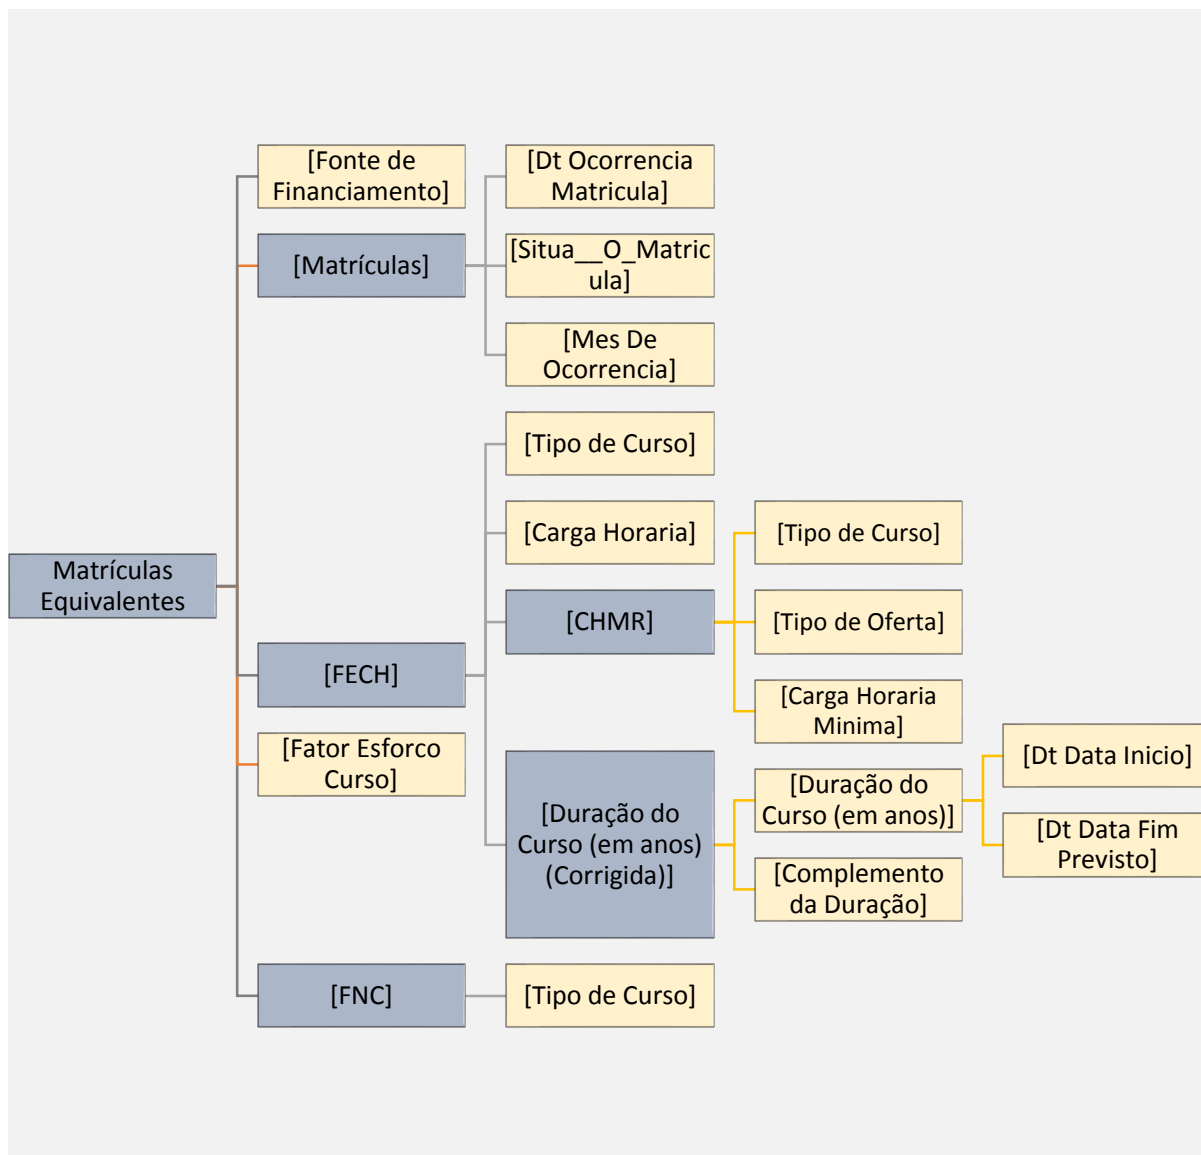 Matrículas
Equivalentes
[Fonte de
Financiamento]
[Matrículas]
[Dt Ocorrencia
Matricula]
[Situa__O_Matric
ula]
[Mes De
Ocorrencia]
[FECH]
[Tipo de Curso]
[Carga Horaria]
[CHMR]
[Tipo de Curso]
[Tipo de Oferta]
[Carga Horaria
Minima]
[Duração do
Curso (em anos)
(Corrigida)]
[Duração do
Curso (em anos)]
[Dt Data Inicio]
[Dt Data Fim
Previsto]
[Complemento
da Duração]
[Fator Esforco
Curso]
[FNC]
[Tipo de Curso]